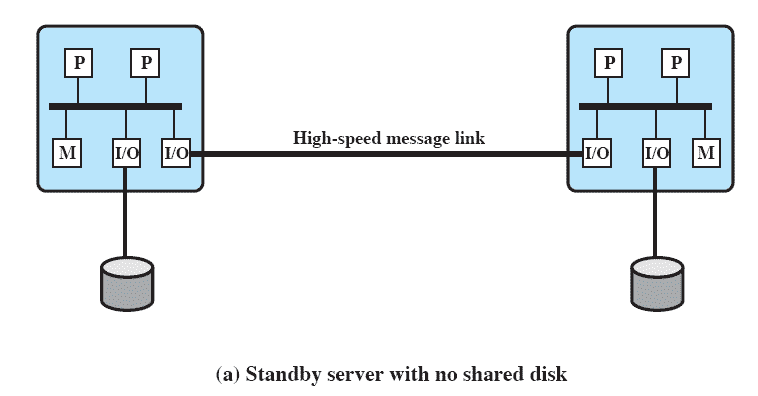 P P P P
High-speed message link
M I/O I/O I/O I/O M
(a) Standby server with no shared disk